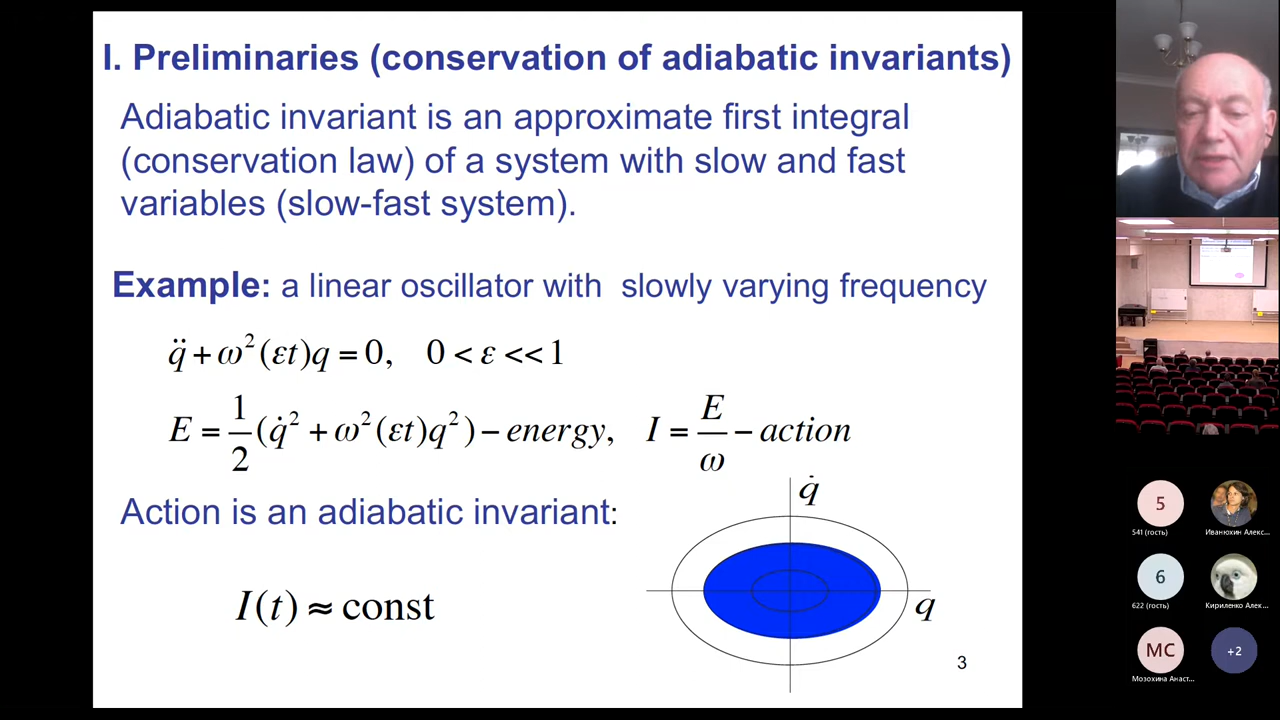 I. Preliminaries (conservation of adiabatic invariants)
Adiabatic invariant is an approximate first integral
(conservation law) of a system with slow and fast
variables (slow-fast system).
Example: a linear oscillator with slowly varying frequency
q̈ + ω²(εt)q = 0, 0 < ε << 1
E = 1/2 (q̇² + ω²(εt)q²) − energy, I = E/ω − action
Action is an adiabatic invariant:
I(t) ≈ const
q̇
q
3
5
541 (гость)
Иванюхин Алекс...
6
622 (гость)
Кириленко Алек...
МС
Мозохина Анаст...
+2